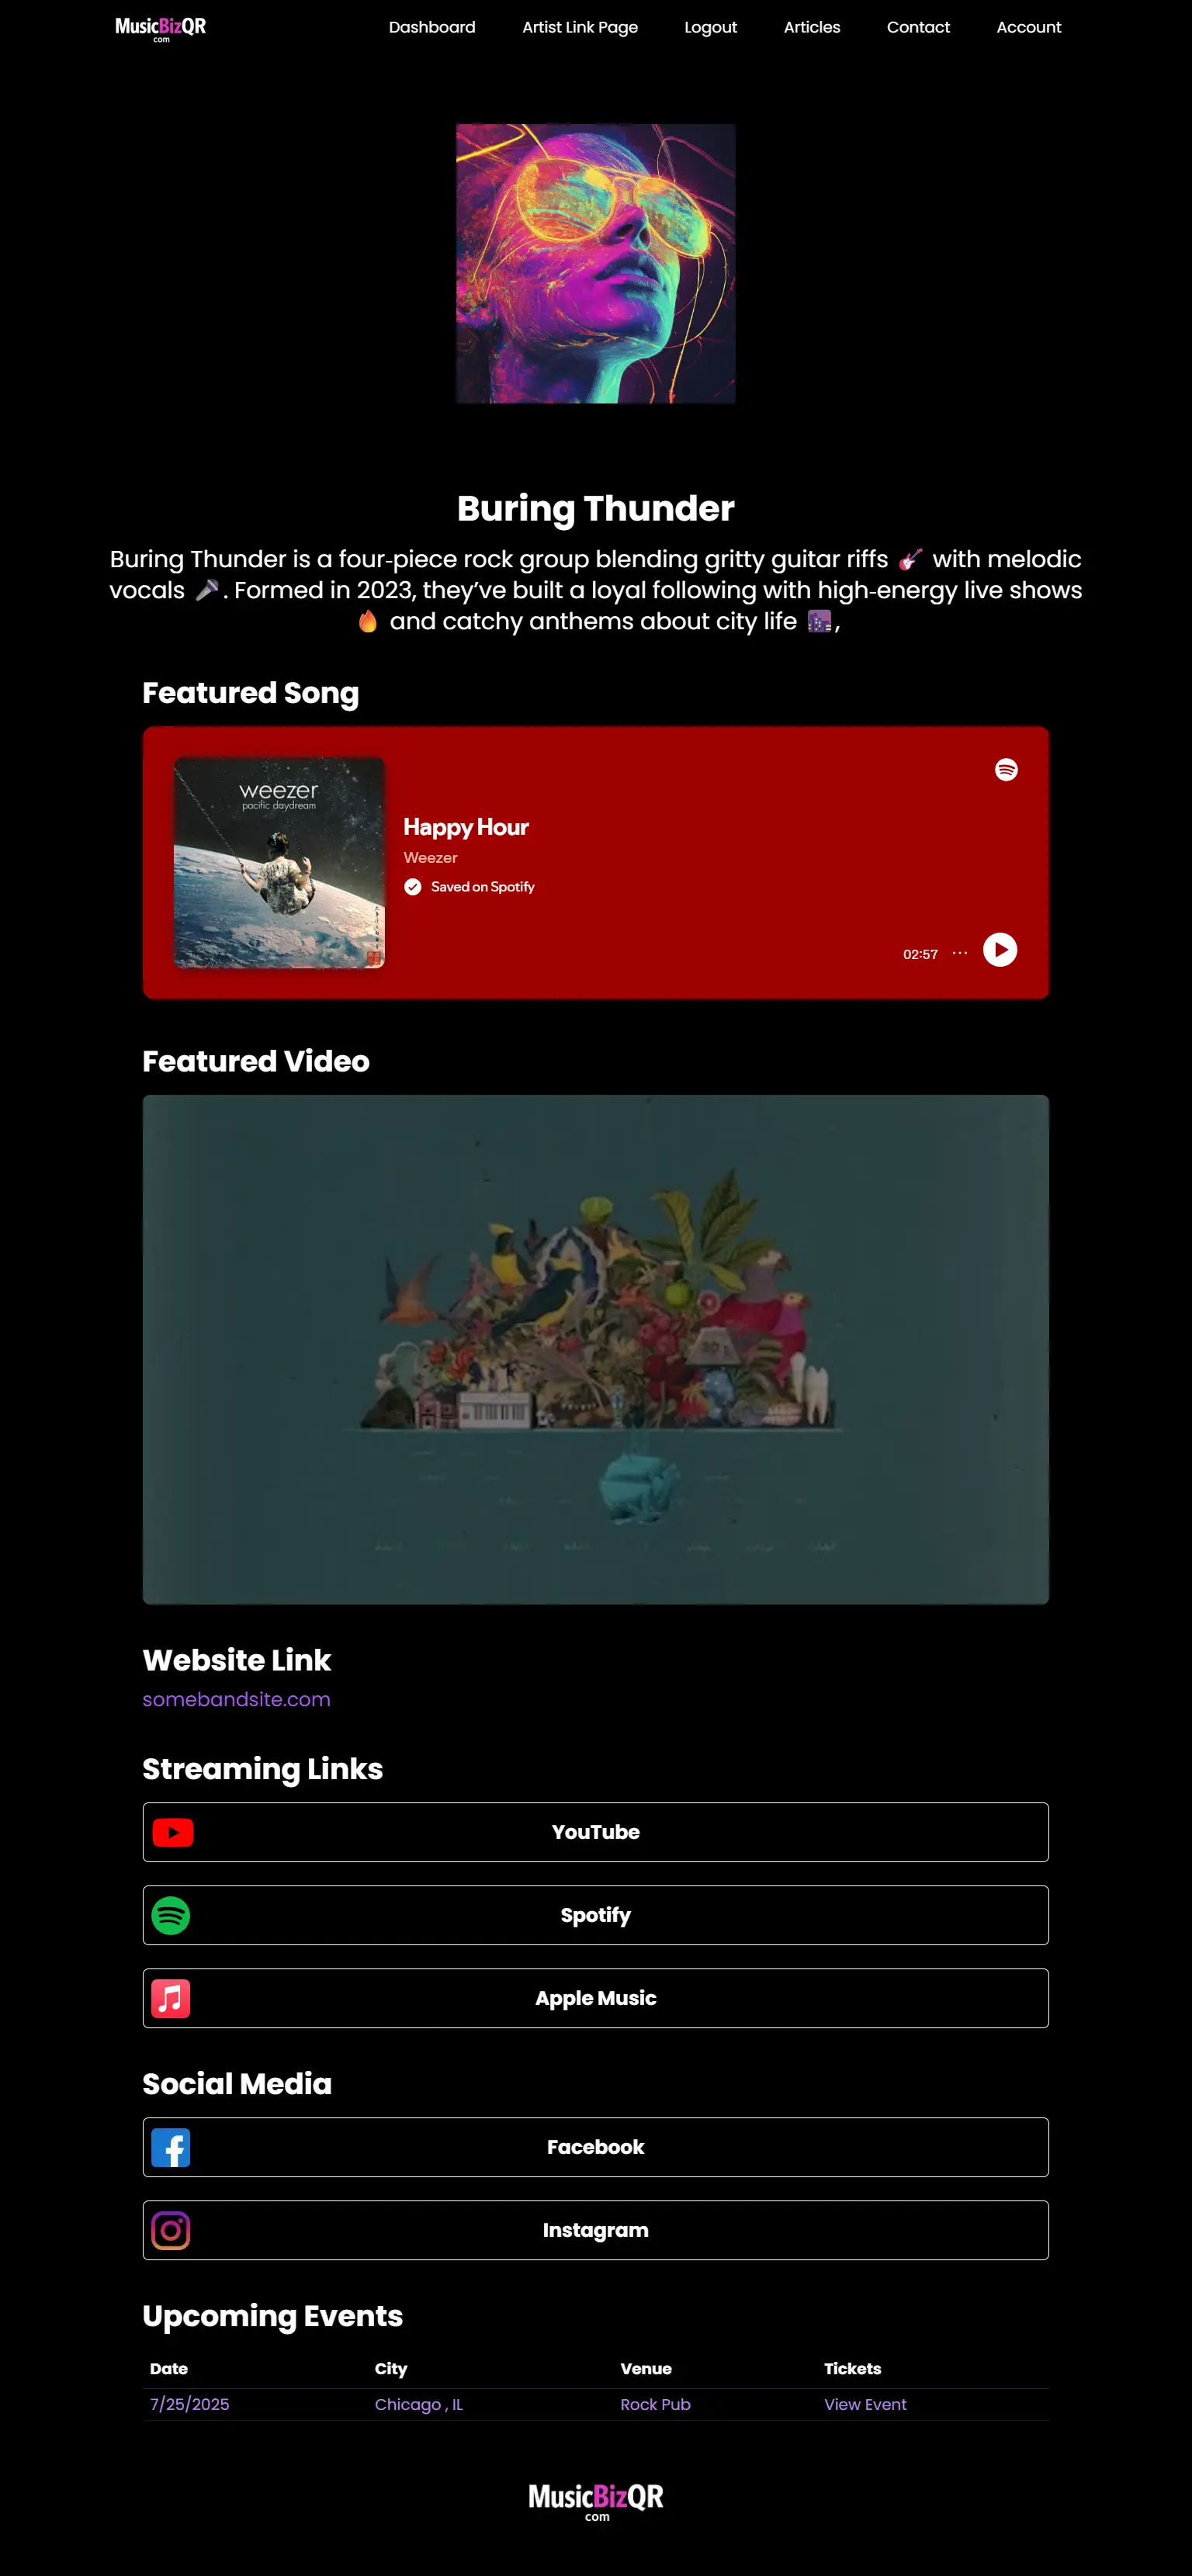 MusicBizQR
com
Dashboard Artist Link Page Logout Articles Contact Account
Buring Thunder
Buring Thunder is a four-piece rock group blending gritty guitar riffs 🎸 with melodic
vocals 🎤. Formed in 2023, they’ve built a loyal following with high-energy live shows
🔥 and catchy anthems about city life 🌆,
Featured Song
weezer
pacific daydream
Happy Hour
Weezer
Saved on Spotify
02:57 ···
Featured Video
Website Link
somebandsite.com
Streaming Links
YouTube
Spotify
Apple Music
Social Media
Facebook
Instagram
Upcoming Events
Date City Venue Tickets
7/25/2025 Chicago , IL Rock Pub View Event
MusicBizQR
com